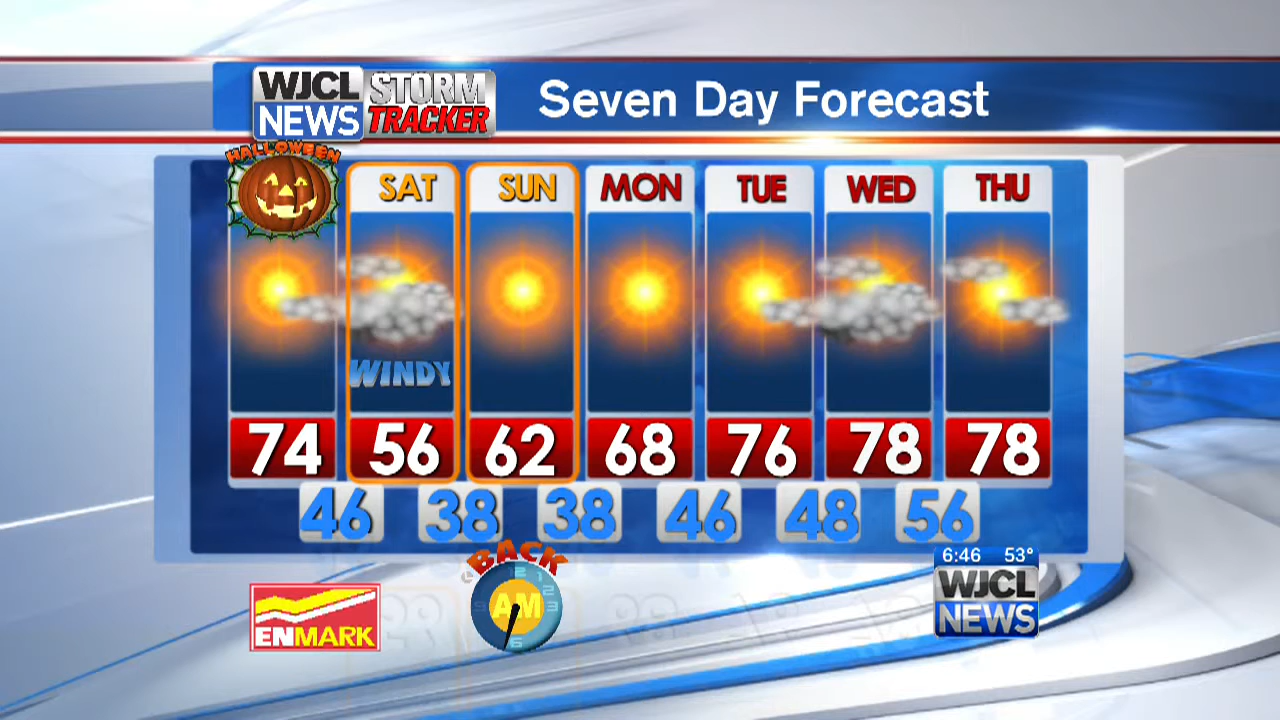 WJCL
NEWS
STORM
TRACKER
Seven Day Forecast
HALLOWEEN
SAT
SUN
MON
TUE
WED
THU
WINDY
74
56
62
68
76
78
78
46
38
38
46
48
56
6:46 53°
WJCL
NEWS
BACK
AM
ENMARK